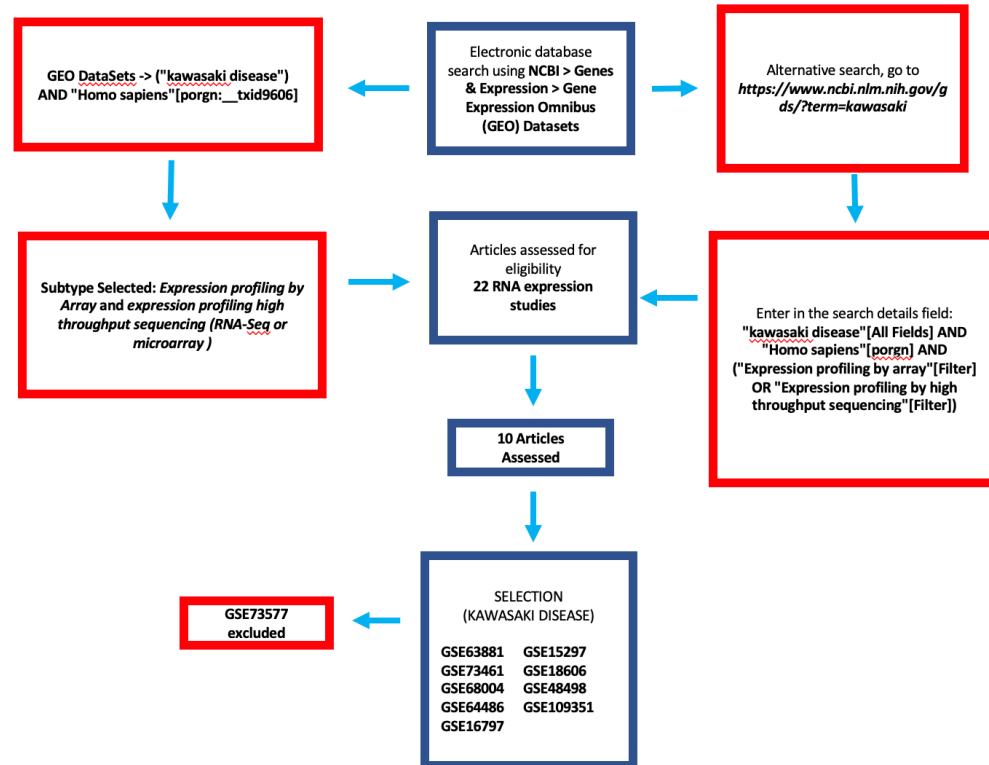 GEO DataSets -> ("kawasaki disease")
AND "Homo sapiens"[porgn:__txid9606]
Electronic database
search using NCBI > Genes
& Expression > Gene
Expression Omnibus
(GEO) Datasets
Alternative search, go to
https://www.ncbi.nlm.nih.gov/g
ds/?term=kawasaki
Subtype Selected: Expression profiling by
Array and expression profiling high
throughput sequencing (RNA-Seq or
microarray )
Articles assessed for
eligibility
22 RNA expression
studies
Enter in the search details field:
"kawasaki disease"[All Fields] AND
"Homo sapiens"[porgn] AND
("Expression profiling by array"[Filter]
OR "Expression profiling by high
throughput sequencing"[Filter])
10 Articles
Assessed
GSE73577
excluded
SELECTION
(KAWASAKI DISEASE)
GSE63881 GSE15297
GSE73461 GSE18606
GSE68004 GSE48498
GSE64486 GSE109351
GSE16797